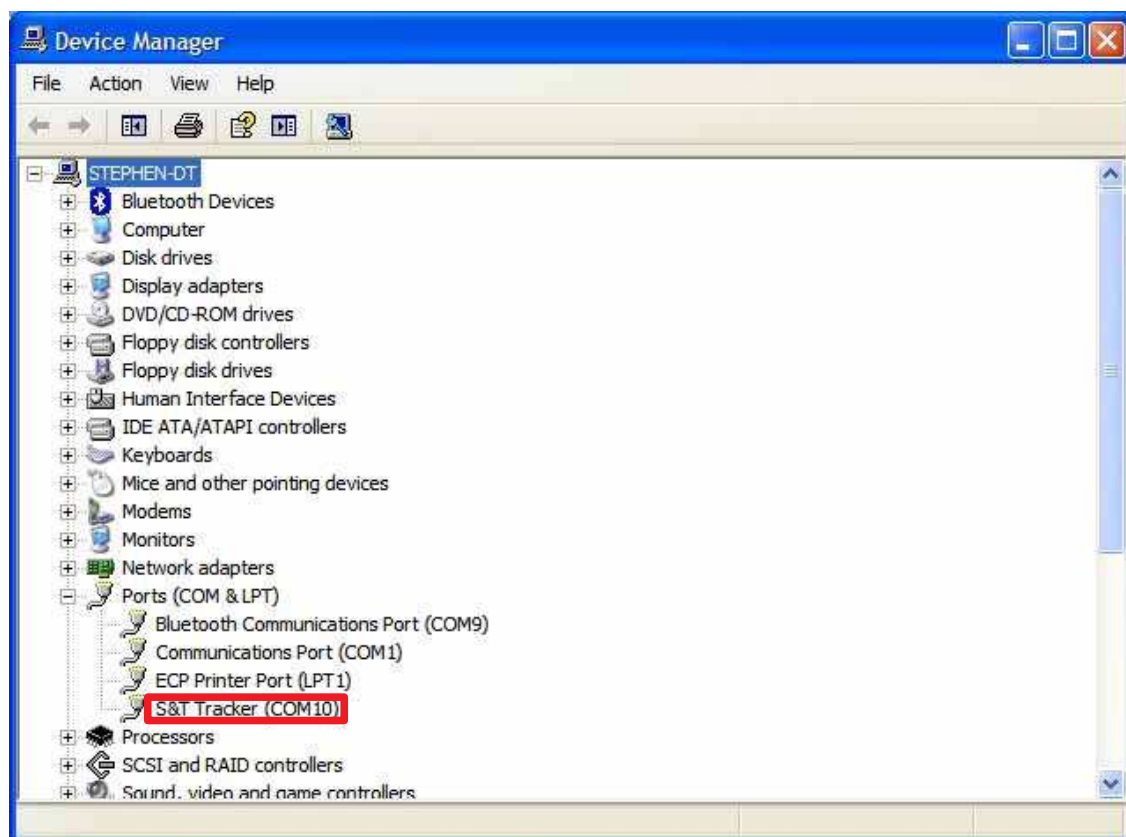 Device Manager
File Action View Help
STEPHEN-DT
Bluetooth Devices
Computer
Disk drives
Display adapters
DVD/CD-ROM drives
Floppy disk controllers
Floppy disk drives
Human Interface Devices
IDE ATA/ATAPI controllers
Keyboards
Mice and other pointing devices
Modems
Monitors
Network adapters
Ports (COM & LPT)
Bluetooth Communications Port (COM9)
Communications Port (COM1)
ECP Printer Port (LPT1)
S&T Tracker (COM10)
Processors
SCSI and RAID controllers
Sound, video and game controllers